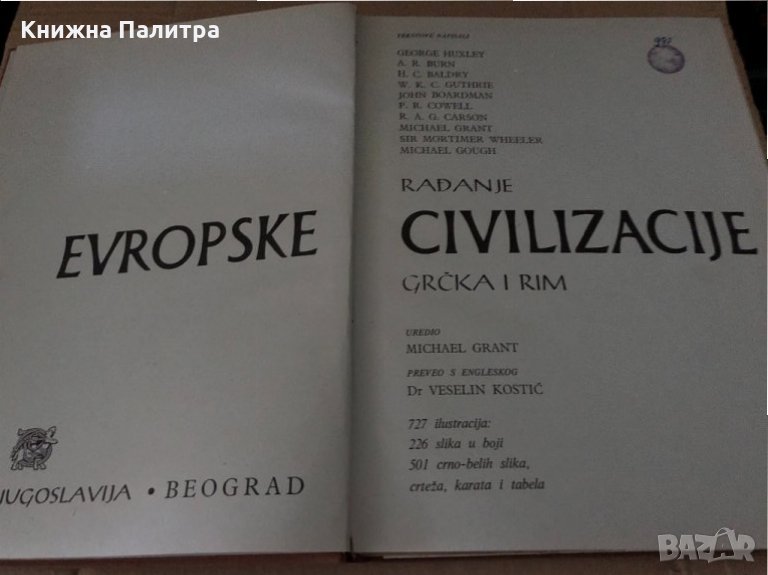 Книжна Палитра
TEKSTOVE NAPISALI
GEORGE HUXLEY
A. R. BURN
H. C. BALDRY
W. K. C. GUTHRIE
JOHN BOARDMAN
F. R. COWELL
R. A. G. CARSON
MICHAEL GRANT
SIR MORTIMER WHEELER
MICHAEL GOUGH
RAĐANJE
EVROPSKE CIVILIZACIJE
GRČKA I RIM
UREDIO
MICHAEL GRANT
PREVEO S ENGLESKOG
Dr VESELIN KOSTIĆ
727 ilustracija:
226 slika u boji
501 crno-belih slika,
crteža, karata i tabela
JUGOSLAVIJA • BEOGRAD
BAZAR